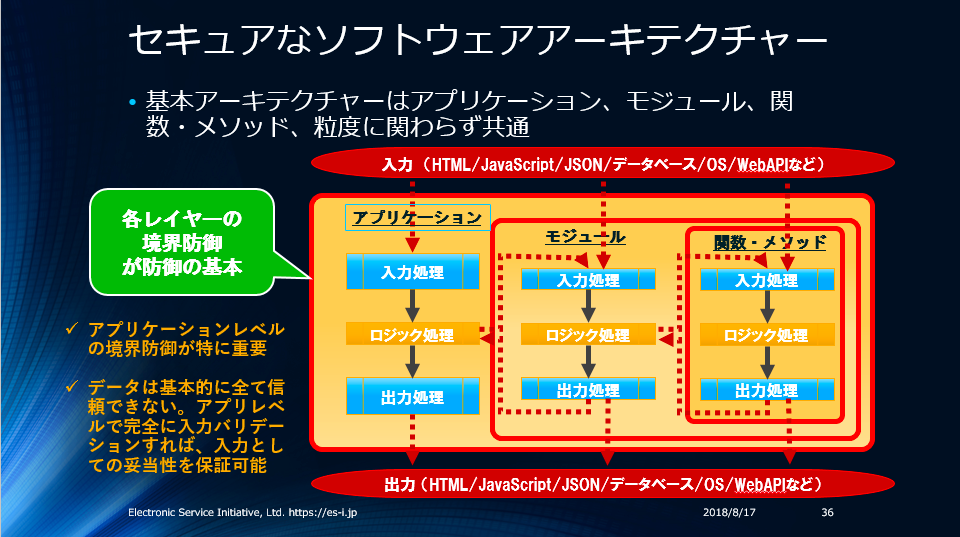 セキュアなソフトウェアアーキテクチャー
• 基本アーキテクチャーはアプリケーション、モジュール、関
数・メソッド、粒度に関わらず共通
入力（HTML/JavaScript/JSON/データベース/OS/WebAPIなど）
各レイヤーの
境界防御
が防御の基本
✓ アプリケーションレベル
の境界防御が特に重要
✓ データは基本的に全て信
頼できない。アプリレベ
ルで完全に入力バリデー
ションすれば、入力とし
ての妥当性を保証可能
アプリケーション
入力処理
ロジック処理
出力処理
モジュール
入力処理
ロジック処理
出力処理
関数・メソッド
入力処理
ロジック処理
出力処理
出力（HTML/JavaScript/JSON/データベース/OS/WebAPIなど）
Electronic Service Initiative, Ltd. https://es-i.jp
2018/8/17
36